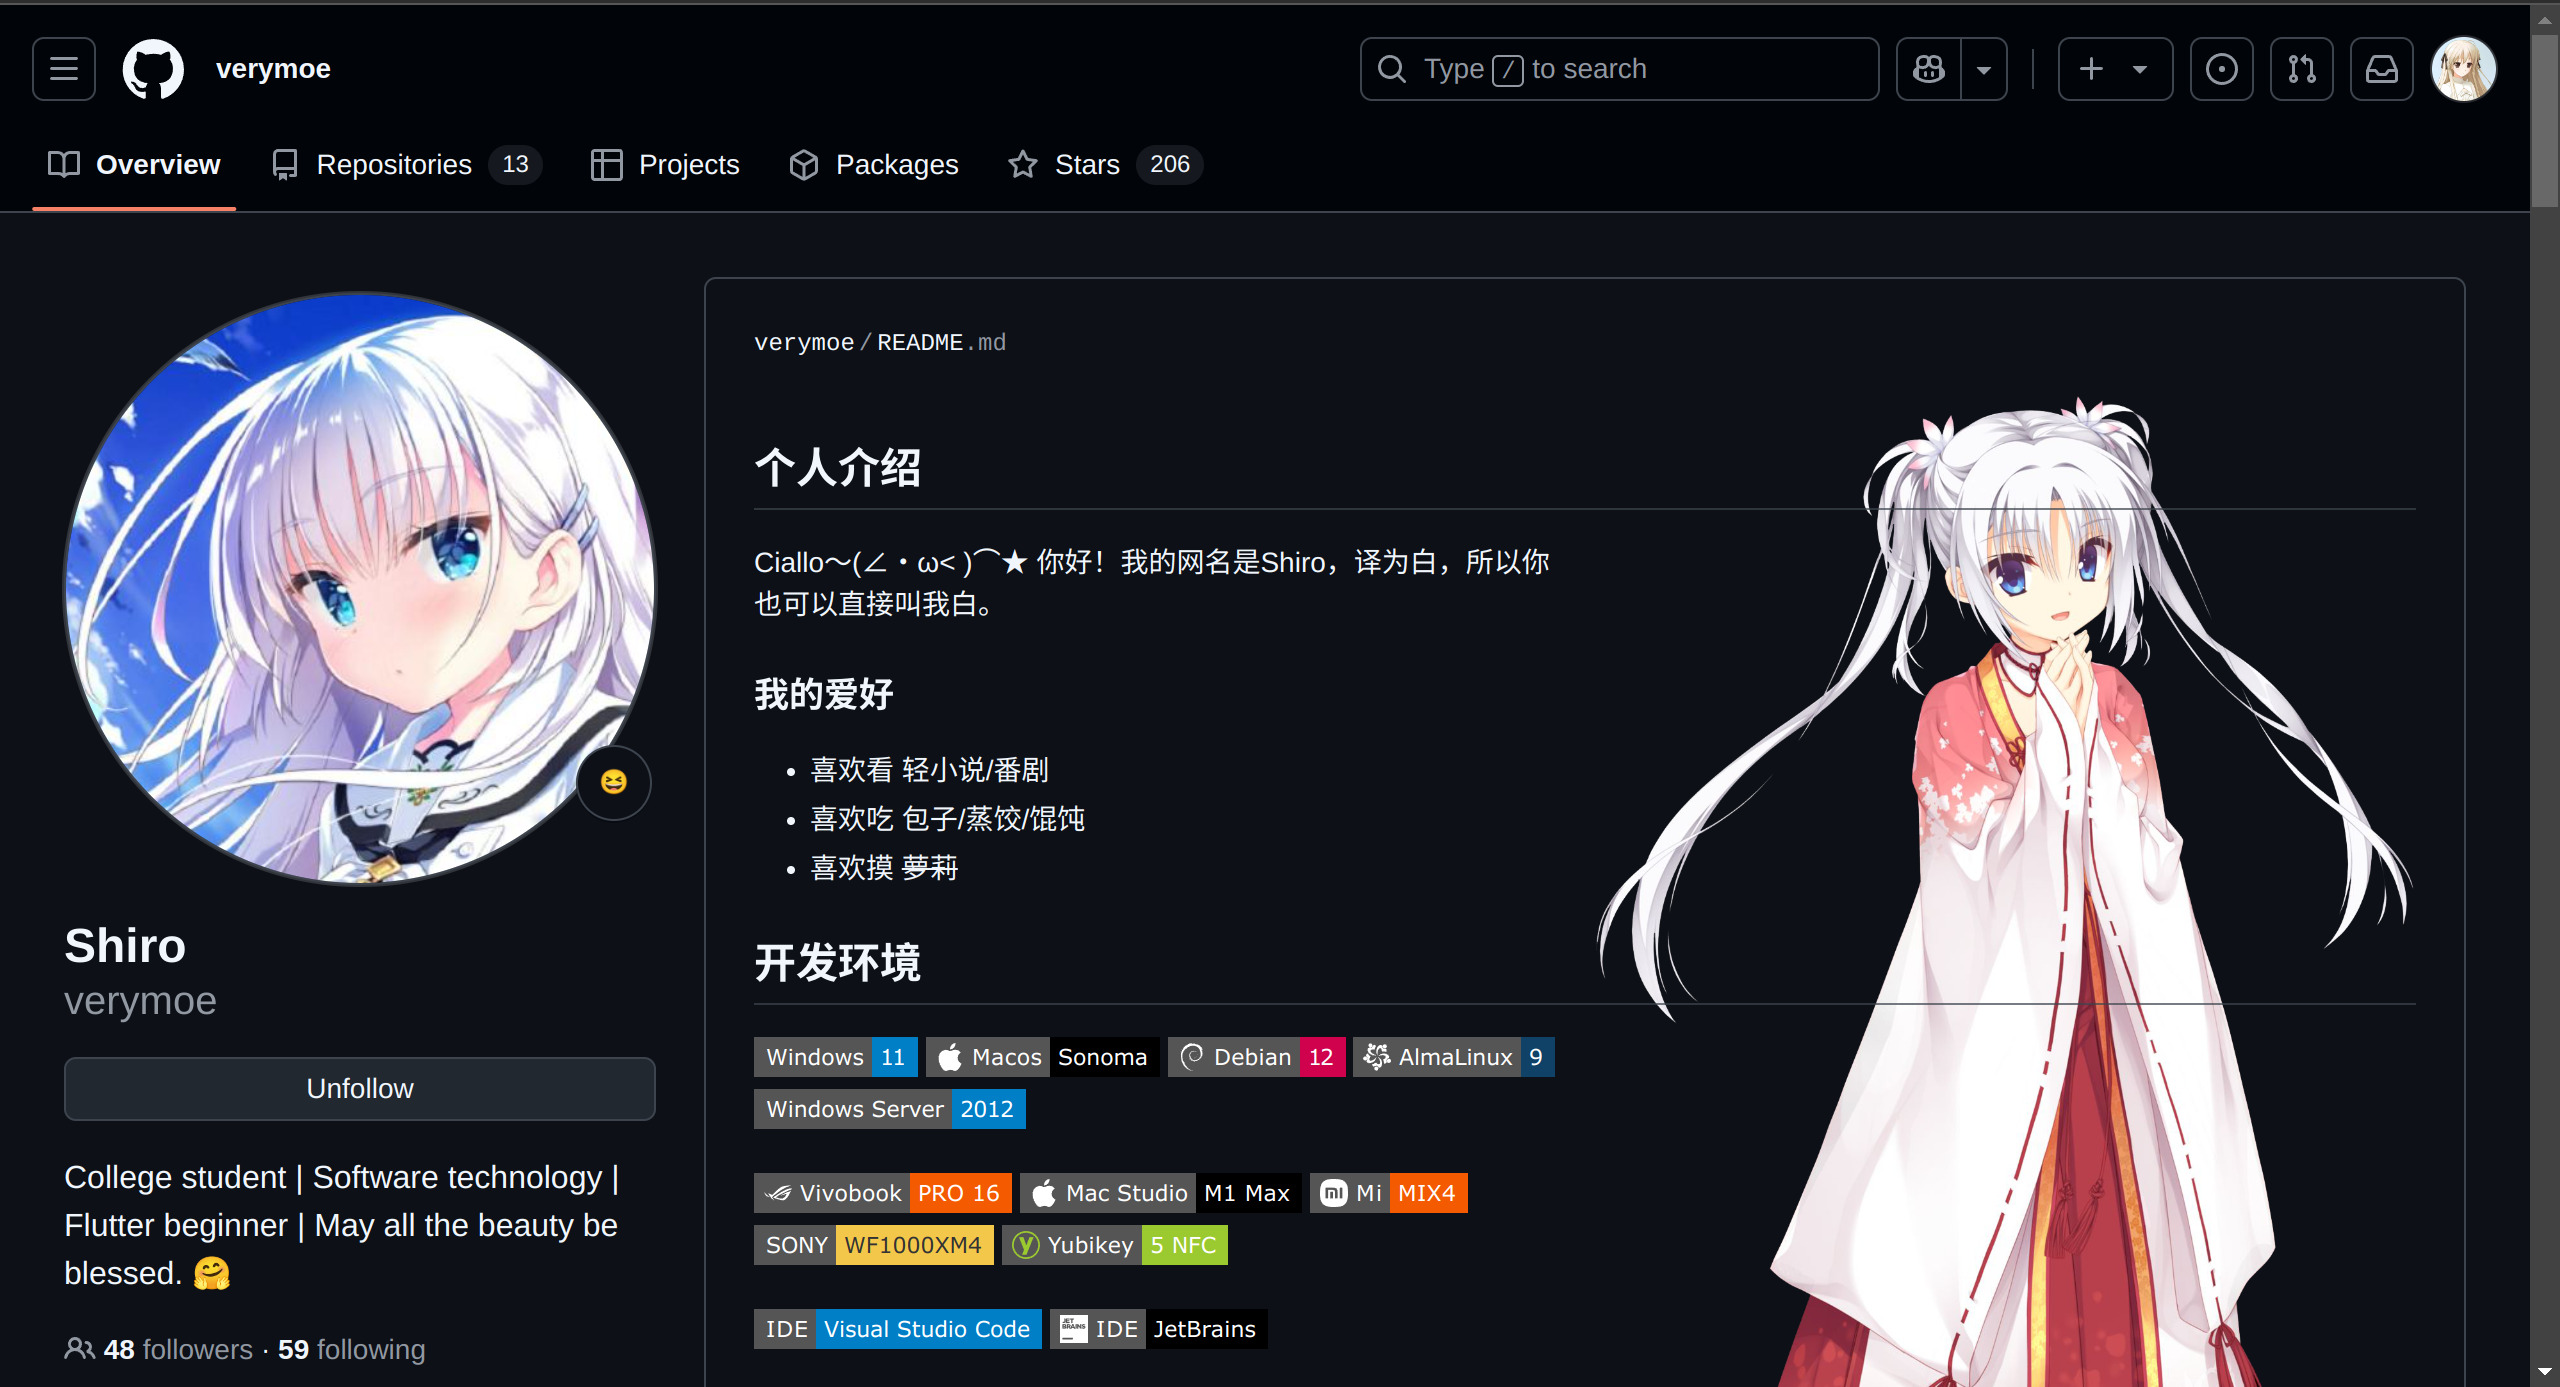 verymoe
Type / to search
Overview
Repositories 13
Projects
Packages
Stars 206
verymoe/README.md
个人介绍
Ciallo～(∠・ω< )⌒★ 你好！我的网名是Shiro，译为白，所以你
也可以直接叫我白。
我的爱好
喜欢看 轻小说/番剧
喜欢吃 包子/蒸饺/馄饨
喜欢摸 萝莉
开发环境
Windows 11
Macos Sonoma
Debian 12
AlmaLinux 9
Windows Server 2012
Vivobook PRO 16
Mac Studio M1 Max
Mi MIX4
SONY WF1000XM4
Yubikey 5 NFC
IDE Visual Studio Code
IDE JetBrains
Shiro
verymoe
Unfollow
College student | Software technology |
Flutter beginner | May all the beauty be
blessed. 🤗
48 followers · 59 following